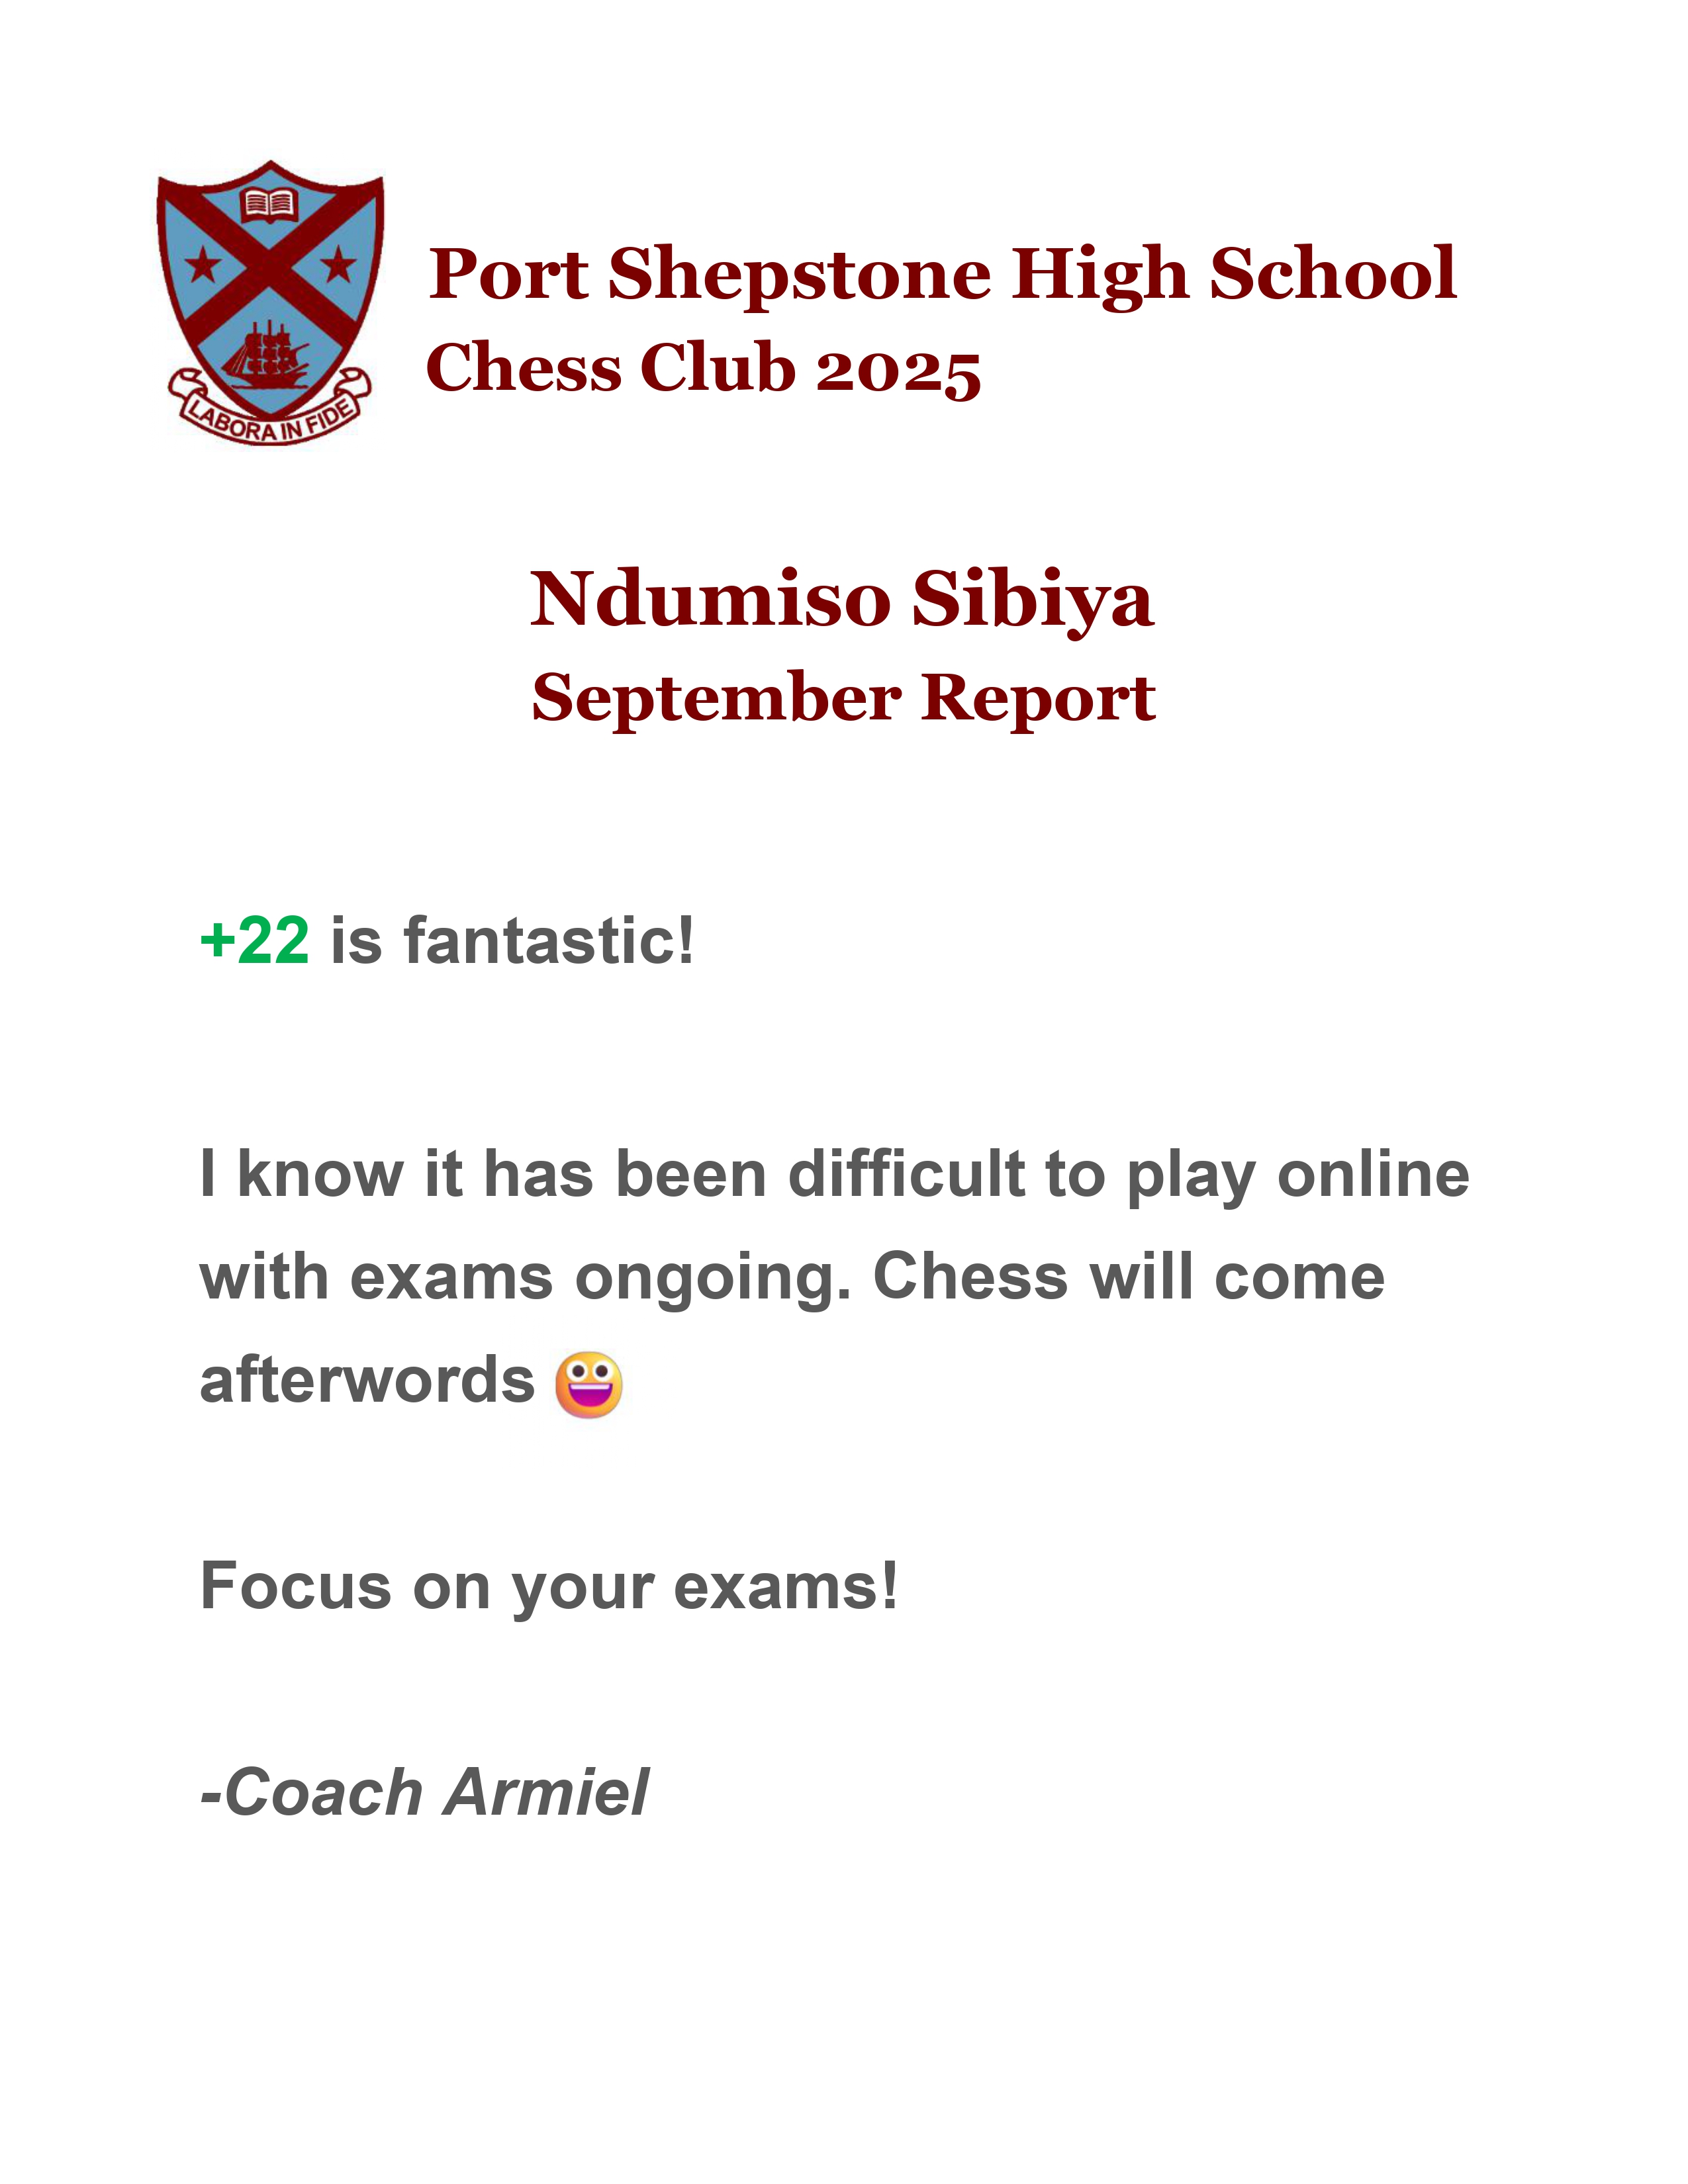 LABORA IN FIDE
Port Shepstone High School
Chess Club 2025
Ndumiso Sibiya
September Report
+22 is fantastic!
I know it has been difficult to play online
with exams ongoing. Chess will come
afterwords 😀
Focus on your exams!
-Coach Armiel